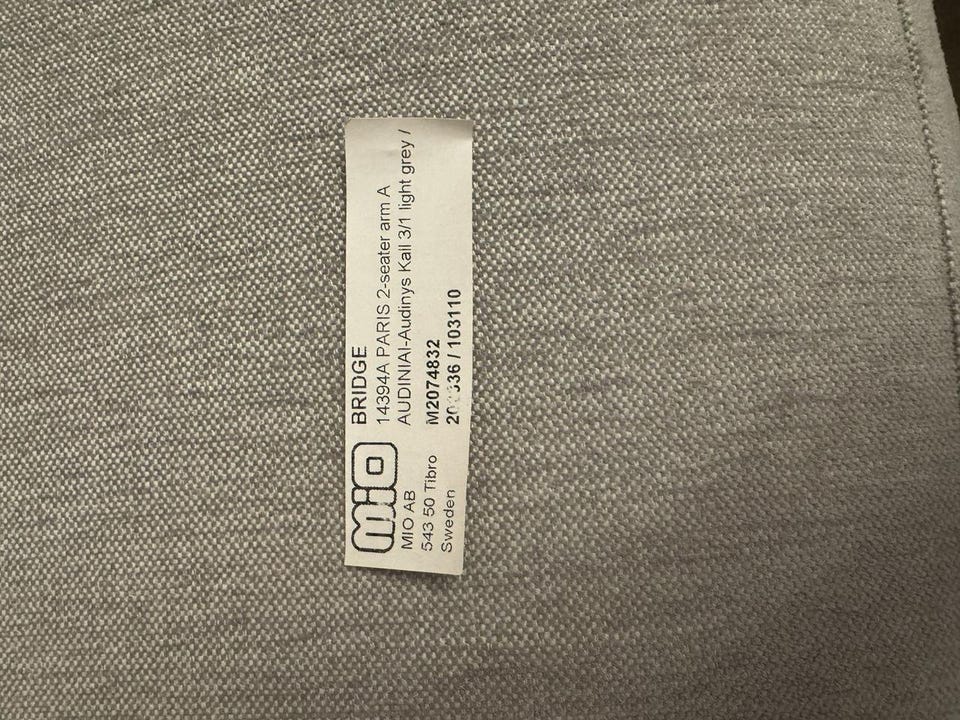 mio
MIO AB
543 50 Tibro
Sweden
BRIDGE
14394A PARIS 2-seater arm A
AUDINIAI-Audinys Kail 3/1 light grey /
M2074832
/ 103110